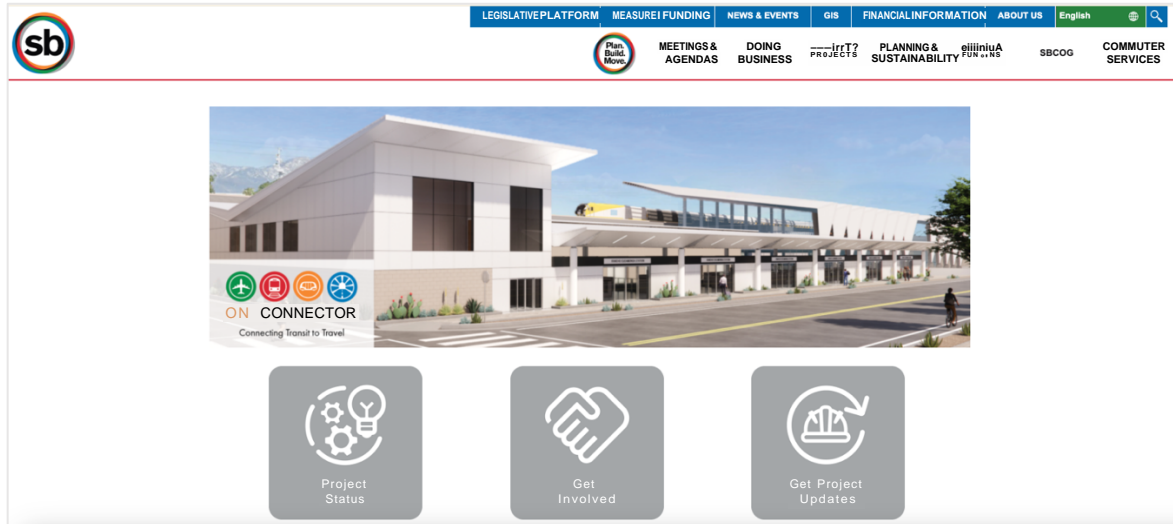 LEGISLATIVE PLATFORM MEASURE I FUNDING NEWS & EVENTS GIS FINANCIAL INFORMATION ABOUT US English
sb
Plan.
Build.
Move.
MEETINGS &
AGENDAS
DOING
BUSINESS
PROJECTS
PLANNING &
SUSTAINABILITY
SBCOG
COMMUTER
SERVICES
ON CONNECTOR
Connecting Transit to Travel
Project
Status
Get
Involved
Get Project
Updates